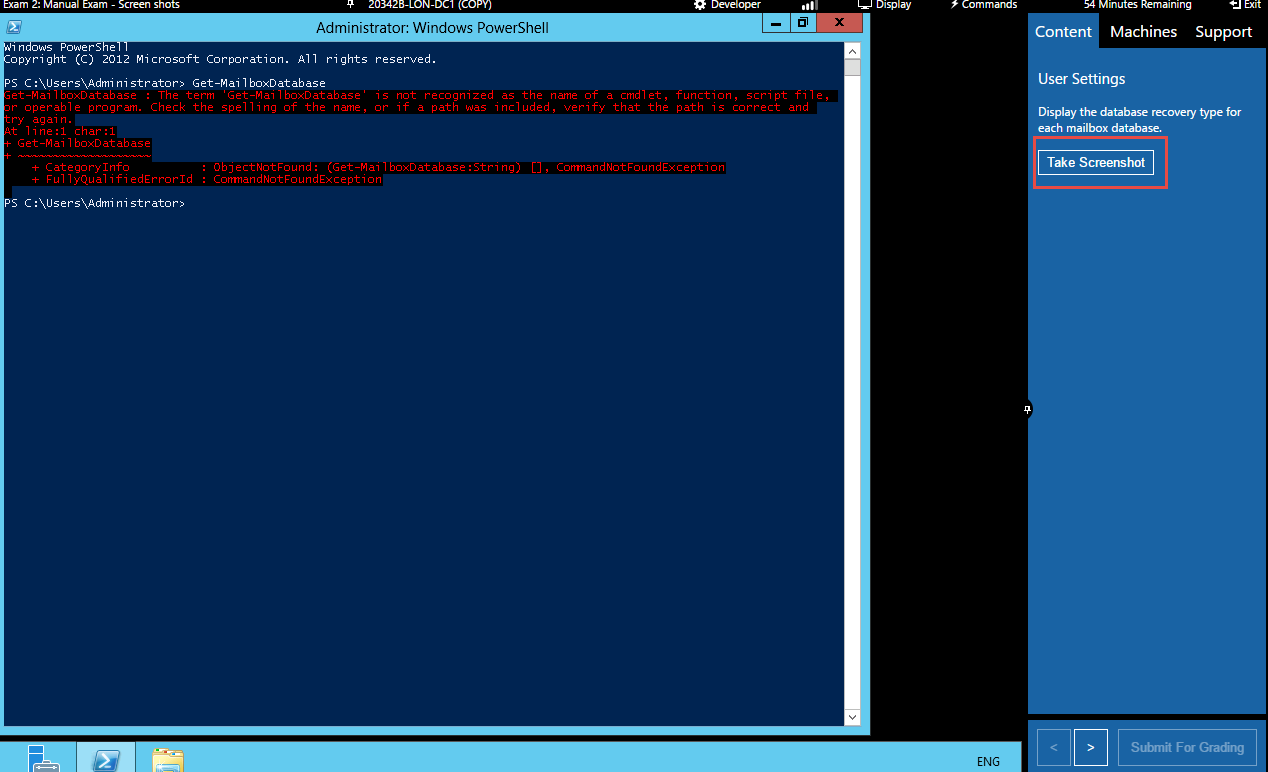 Exam 2: Manual Exam - Screen shots
20342B-LON-DC1 (COPY)
Developer
Display
Commands
54 Minutes Remaining
Exit
Administrator: Windows PowerShell
X
Windows PowerShell
Copyright (C) 2012 Microsoft Corporation. All rights reserved.
PS C:\Users\Administrator> Get-MailboxDatabase
Get-MailboxDatabase : The term 'Get-MailboxDatabase' is not recognized as the name of a cmdlet, function, script file,
or operable program. Check the spelling of the name, or if a path was included, verify that the path is correct and
try again.
At line:1 char:1
+ Get-MailboxDatabase
+ ~~~~~~~~~~~~~~~~~~~
+ CategoryInfo : ObjectNotFound: (Get-MailboxDatabase:String) [], CommandNotFoundException
+ FullyQualifiedErrorId : CommandNotFoundException
PS C:\Users\Administrator>
Content
Machines
Support
User Settings
Display the database recovery type for
each mailbox database.
Take Screenshot
<
>
Submit For Grading
ENG